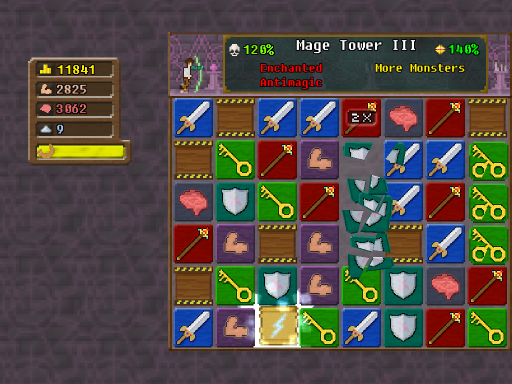 120%
Mage Tower III
140%
Enchanted
More Monsters
Antimagic
11841
2825
3062
9
2X